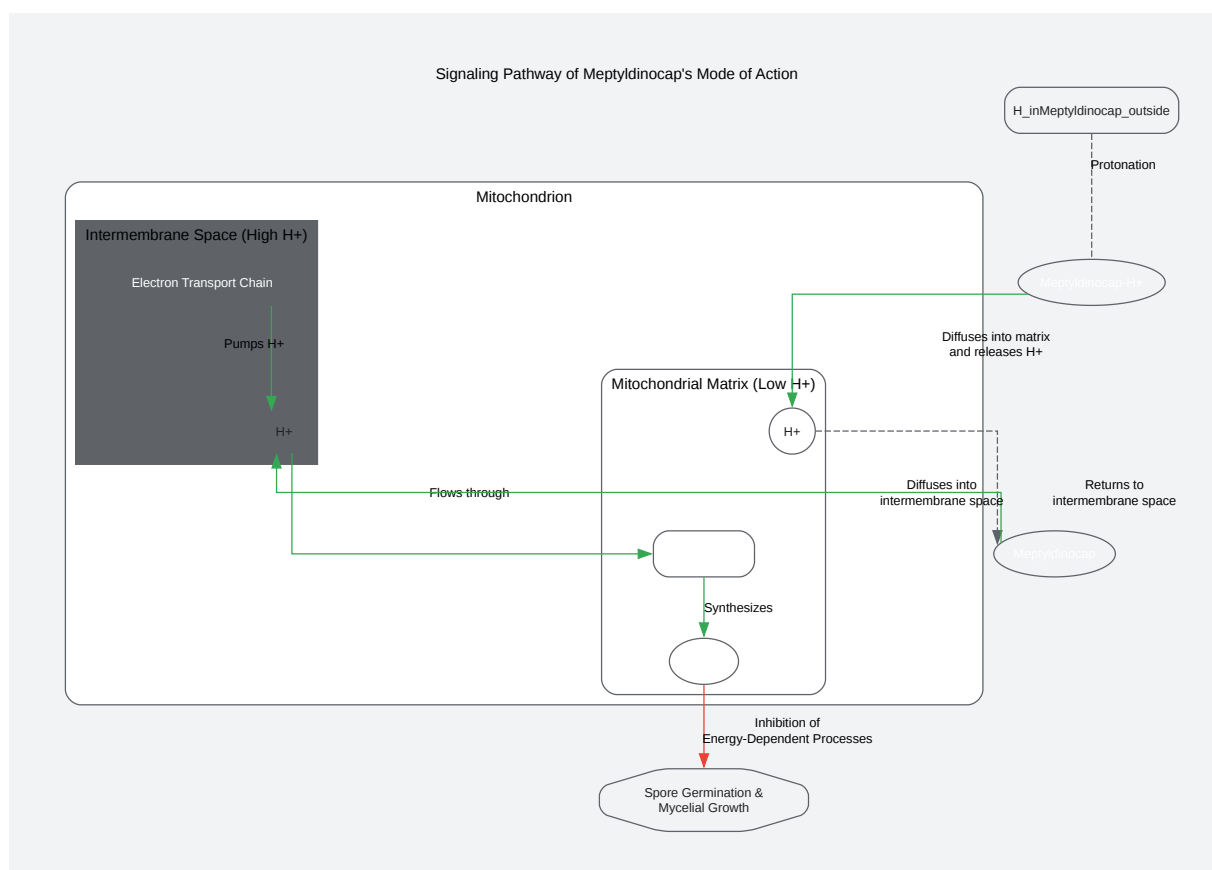 Signaling Pathway of Meptyldinocap's Mode of Action
H_inMeptyldinocap_outside
Protonation
Mitochondrion
Intermembrane Space (High H+)
Electron Transport Chain
Meptyldinocap-H+
Pumps H+
Diffuses into matrix
and releases H+
Mitochondrial Matrix (Low H+)
H+
H+
Flows through
Diffuses into
intermembrane space
Returns to
intermembrane space
Meptyldinocap
Synthesizes
Inhibition of
Energy-Dependent Processes
Spore Germination &
Mycelial Growth